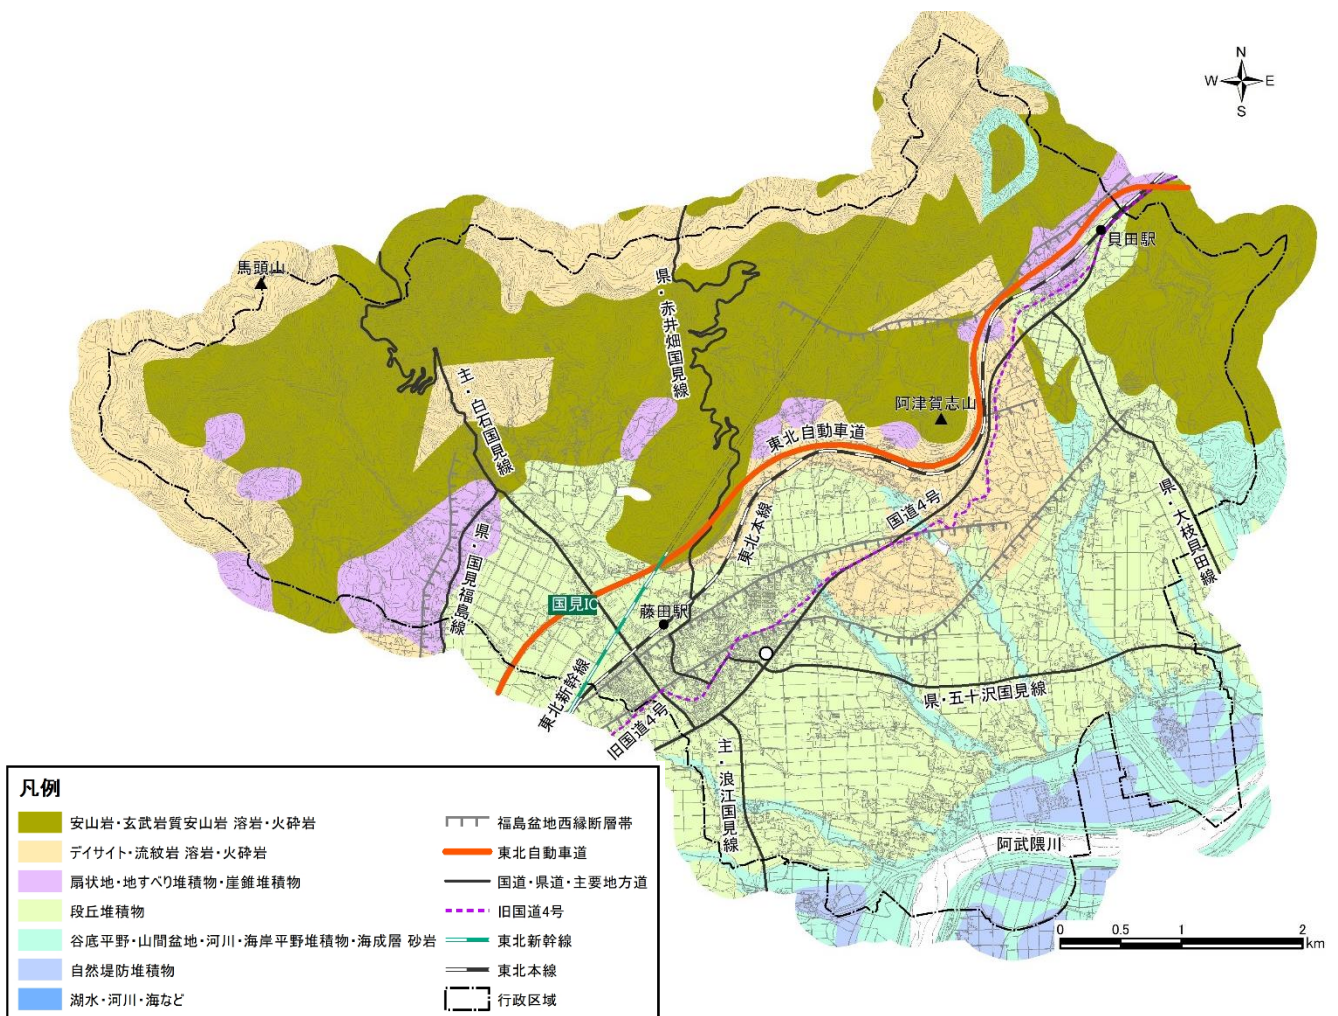 N
W E
S
貝田駅
馬頭山
県・赤井畑国見線
主・白石国見線
阿津賀志山
東北自動車道
国道4号
東北本線
県・大枝貝田線
県・国見福島線
国見IC
藤田駅
県・五十沢国見線
東北新幹線
旧国道4号
主・浪江国見線
阿武隈川
0 0.5 1 2
km
凡例
安山岩・玄武岩質安山岩 溶岩・火砕岩
デイサイト・流紋岩 溶岩・火砕岩
扇状地・地すべり堆積物・崖錐堆積物
段丘堆積物
谷底平野・山間盆地・河川・海岸平野堆積物・海成層 砂岩
自然堤防堆積物
湖水・河川・海など
福島盆地西縁断層帯
東北自動車道
国道・県道・主要地方道
旧国道4号
東北新幹線
東北本線
行政区域